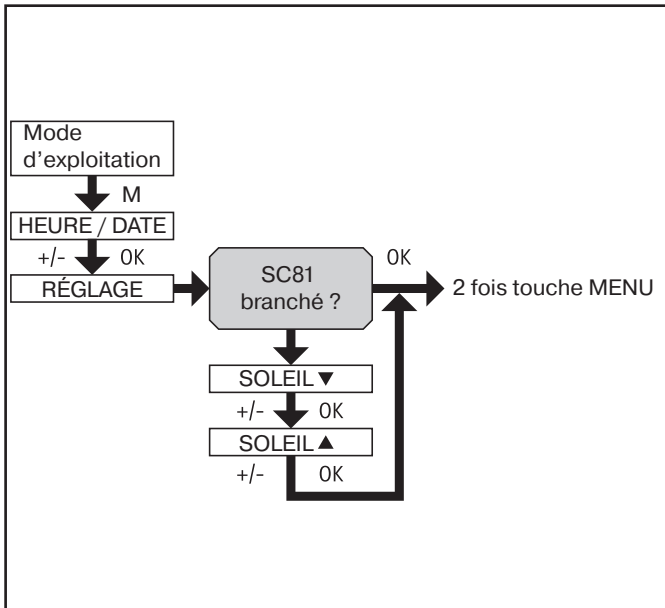 Mode
d'exploitation
M
HEURE / DATE
+/- OK
RÉGLAGE
SC81
branché ?
OK
2 fois touche MENU
SOLEIL ▼
+/- OK
SOLEIL ▲
+/- OK